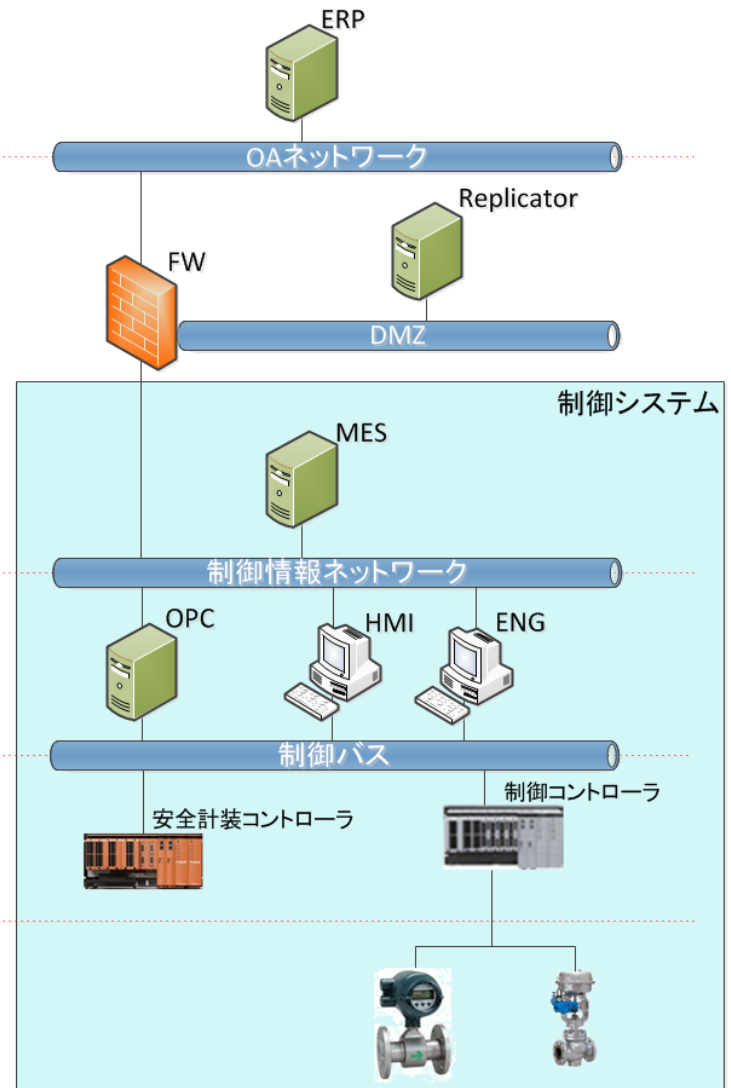 ERP
OAネットワーク
Replicator
FW
DMZ
制御システム
MES
制御情報ネットワーク
OPC
HMI
ENG
制御バス
制御コントローラ
安全計装コントローラ